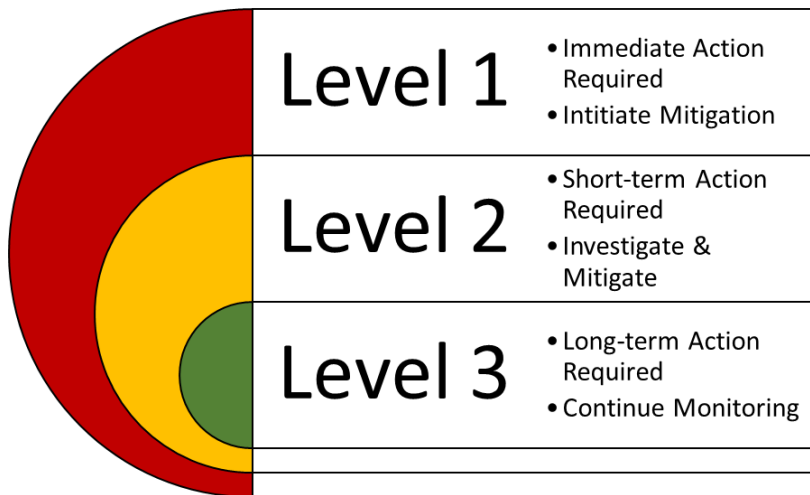 Level 1
• Immediate Action
Required
• Intitiate Mitigation
Level 2
• Short-term Action
Required
• Investigate &
Mitigate
Level 3
• Long-term Action
Required
• Continue Monitoring